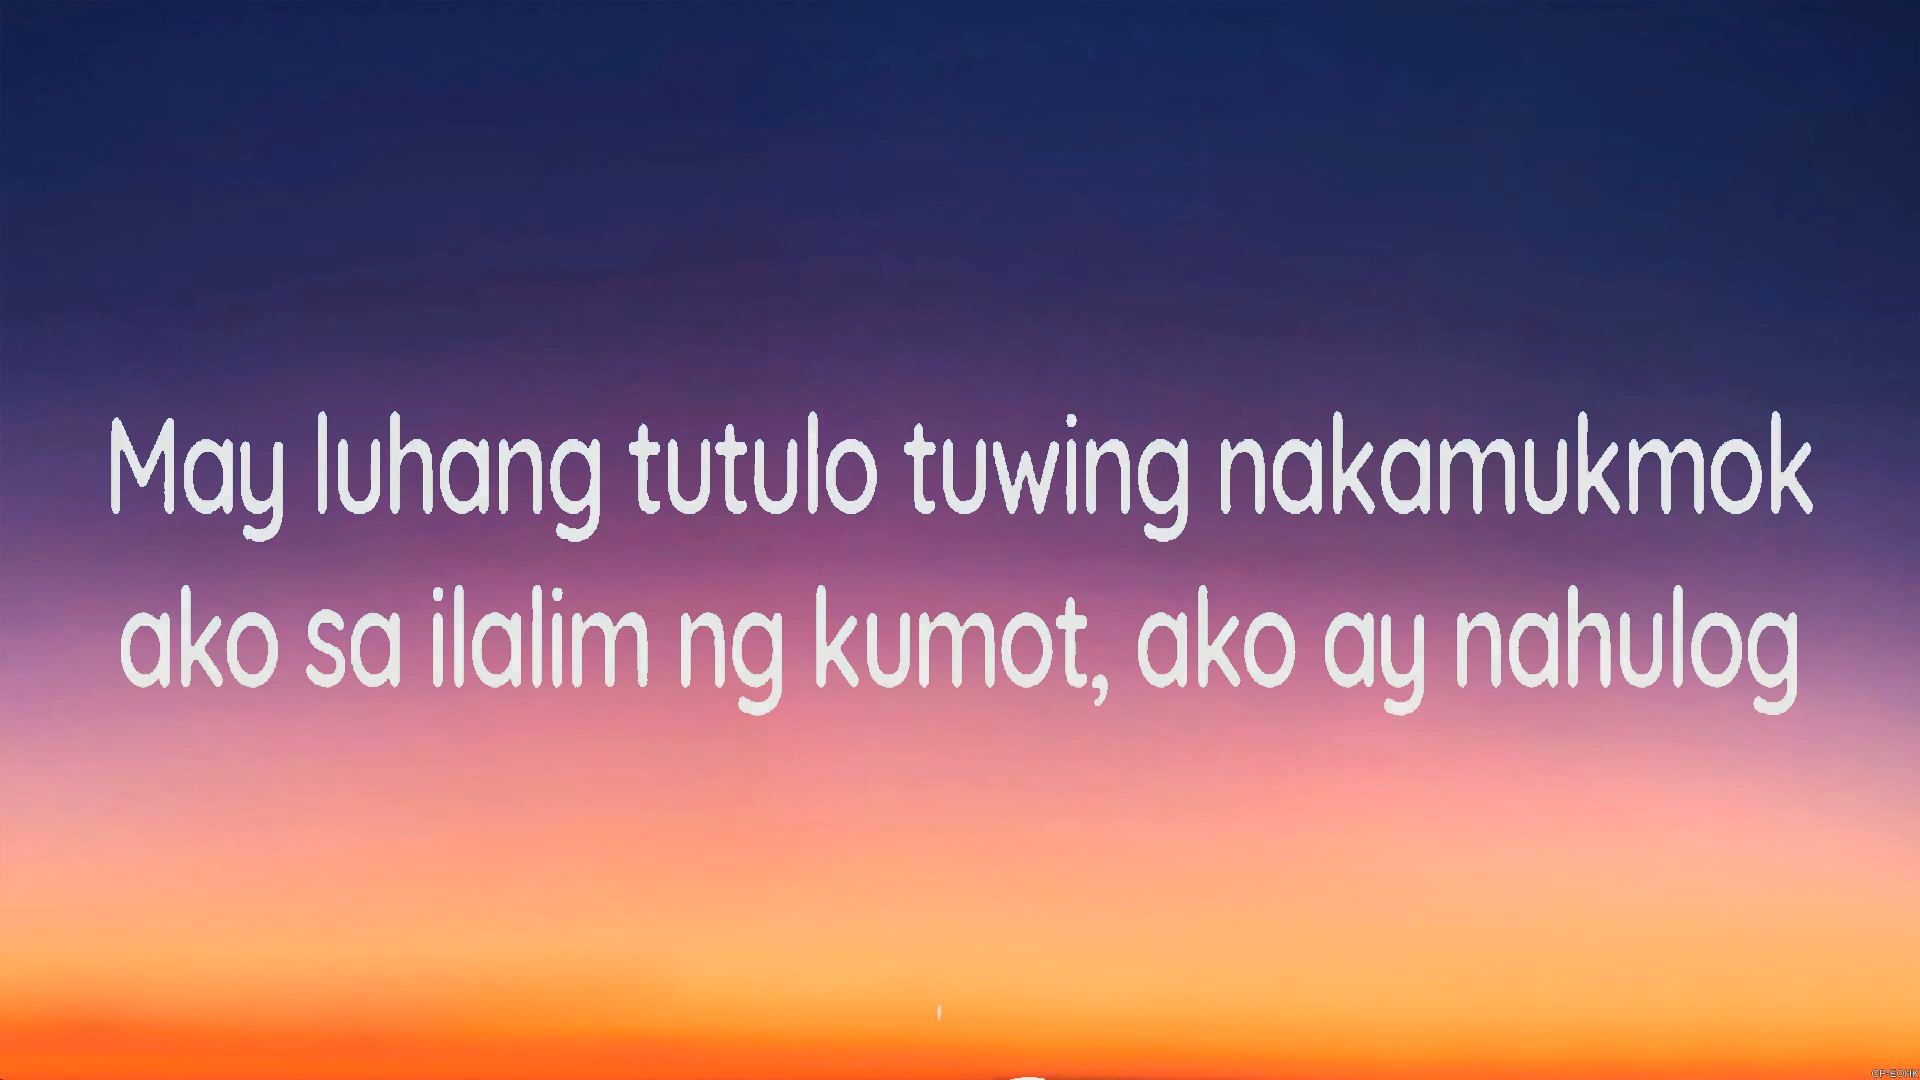 May luhang tutulo tuwing nakamukmok
ako sa ilalim ng kumot, ako ay nahulog